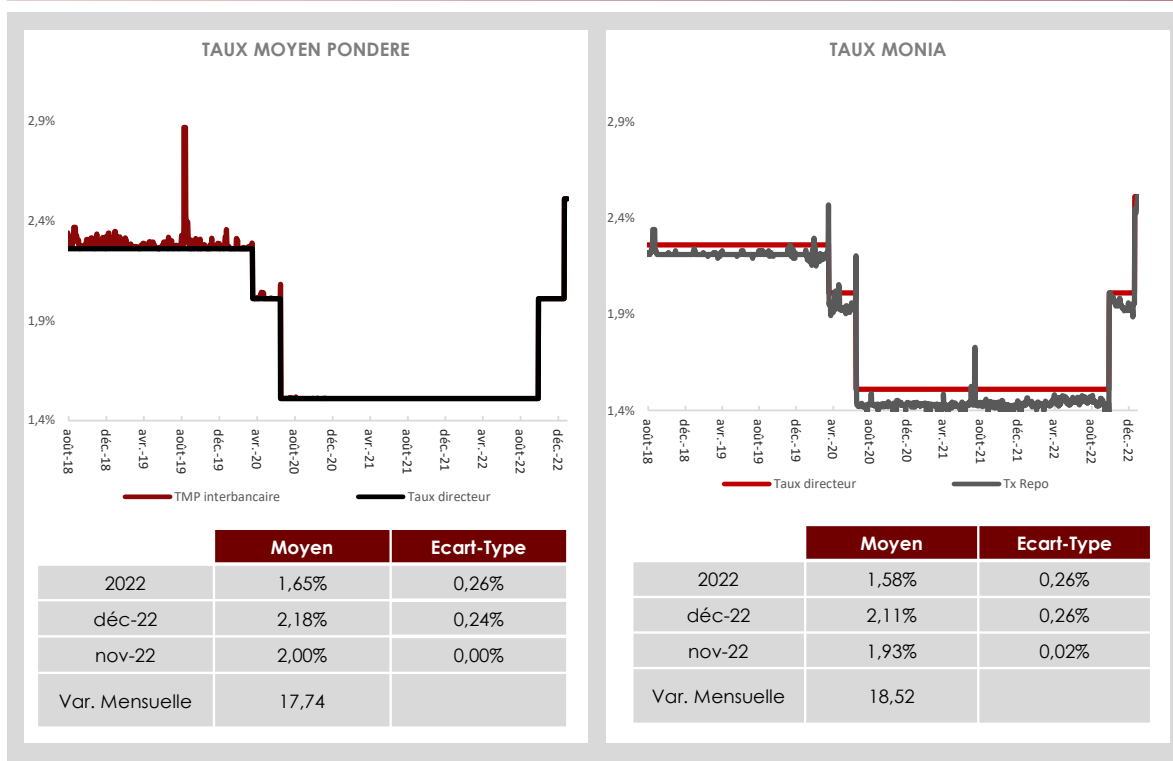 TAUX MOYEN PONDERE
2,9%
2,4%
1,9%
1,4%
août-18
déc.-18
avr.-19
août-19
déc.-19
avr.-20
août-20
déc.-20
avr.-21
août-21
déc.-21
avr.-22
août-22
déc.-22
TMP interbancaire
Taux directeur
Moyen Ecart-Type
2022 1,65% 0,26%
déc-22 2,18% 0,24%
nov-22 2,00% 0,00%
Var. Mensuelle 17,74
TAUX MONIA
2,9%
2,4%
1,9%
1,4%
août-18
déc.-18
avr.-19
août-19
déc.-19
avr.-20
août-20
déc.-20
avr.-21
août-21
déc.-21
avr.-22
août-22
déc.-22
Taux directeur
Tx Repo
Moyen Ecart-Type
2022 1,58% 0,26%
déc-22 2,11% 0,26%
nov-22 1,93% 0,02%
Var. Mensuelle 18,52